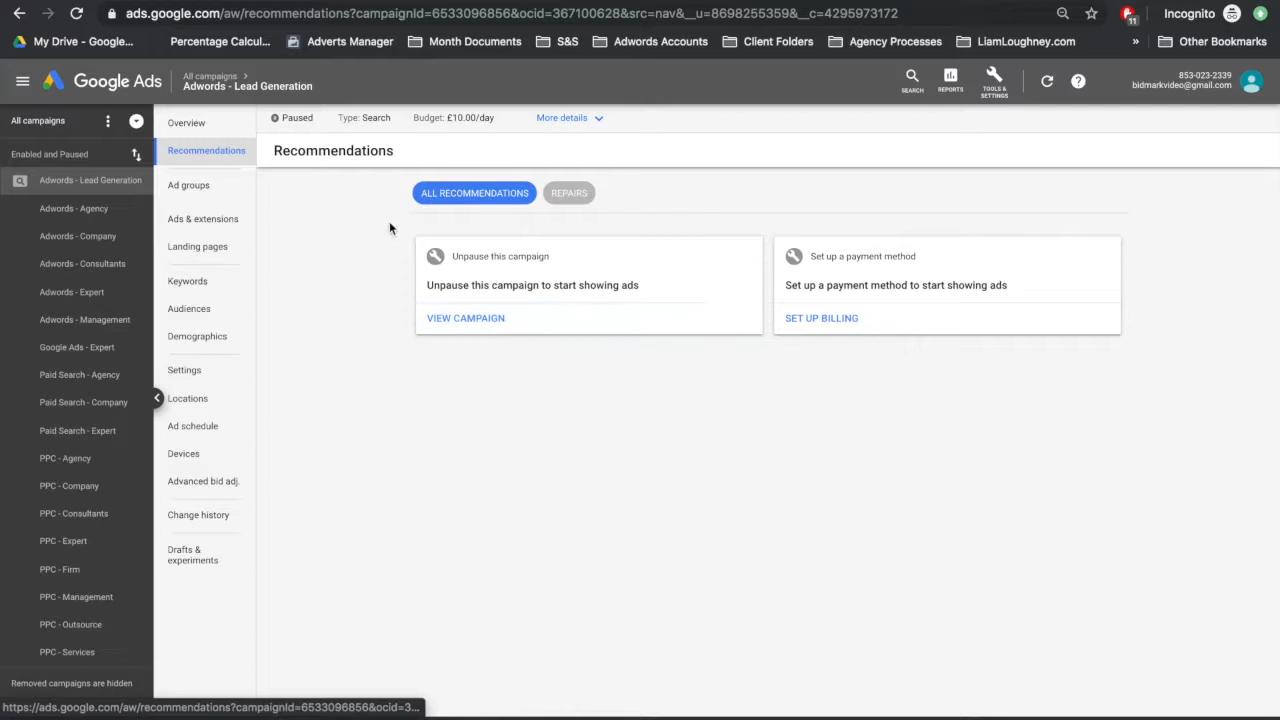 ads.google.com/aw/recommendations?campaignId=6533096856&ocid=367100628&src=nav&__u=8698255359&__c=4295973172
11
Incognito
My Drive - Google...
Percentage Calcul...
Adverts Manager
Month Documents
S&S
Adwords Accounts
Client Folders
Agency Processes
LiamLoughney.com
»
Other Bookmarks
Google Ads
All campaigns >
Adwords - Lead Generation
SEARCH
REPORTS
TOOLS &
SETTINGS
853-023-2339
bidmarkvideo@gmail.com
All campaigns
Enabled and Paused
Adwords - Lead Generation
Adwords - Agency
Adwords - Company
Adwords - Consultants
Adwords - Expert
Adwords - Management
Google Ads - Expert
Paid Search - Agency
Paid Search - Company
Paid Search - Expert
PPC - Agency
PPC - Company
PPC - Consultants
PPC - Expert
PPC - Firm
PPC - Management
PPC - Outsource
PPC - Services
Removed campaigns are hidden
Overview
Recommendations
Ad groups
Ads & extensions
Landing pages
Keywords
Audiences
Demographics
Settings
Locations
Ad schedule
Devices
Advanced bid adj.
Change history
Drafts &
experiments
Paused
Type: Search
Budget: £10.00/day
More details
Recommendations
ALL RECOMMENDATIONS
REPAIRS
Unpause this campaign
Unpause this campaign to start showing ads
VIEW CAMPAIGN
Set up a payment method
Set up a payment method to start showing ads
SET UP BILLING
https://ads.google.com/aw/recommendations?campaignId=6533096856&ocid=3...